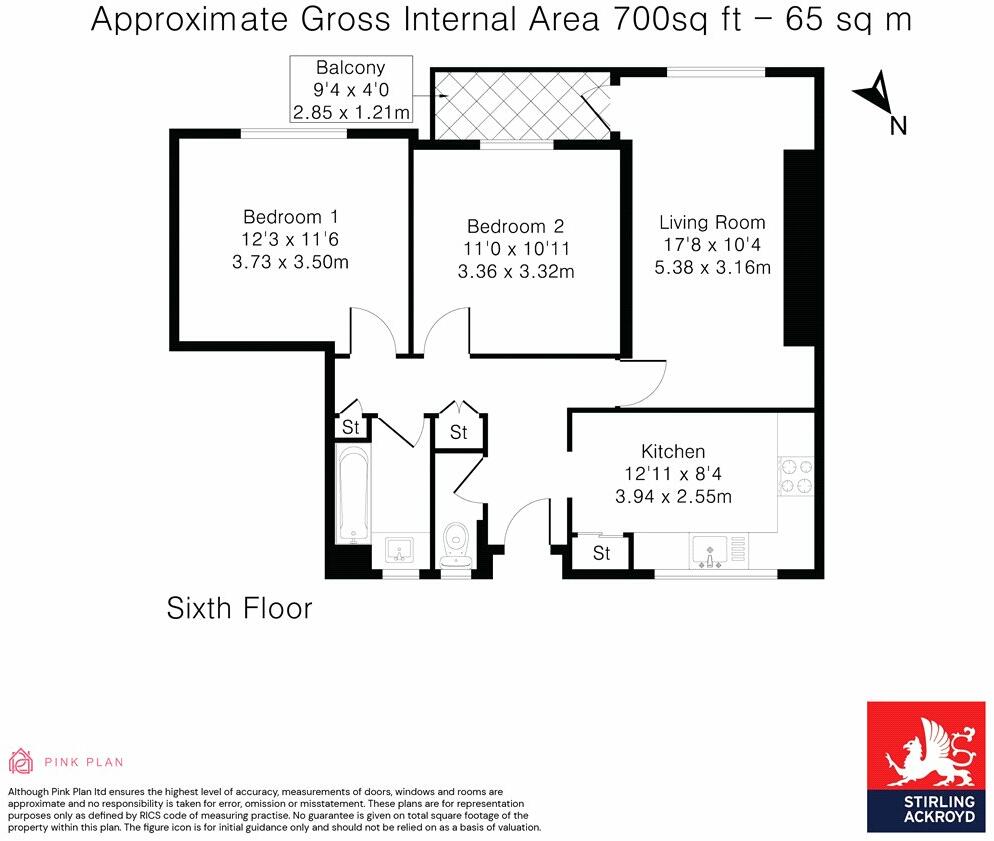 Approximate Gross Internal Area 700sq ft – 65 sq m
Balcony
9'4 x 4'0
2.85 x 1.21m
N
Bedroom 1
12'3 x 11'6
3.73 x 3.50m
Bedroom 2
11'0 x 10'11
3.36 x 3.32m
Living Room
17'8 x 10'4
5.38 x 3.16m
St
St
Kitchen
12'11 x 8'4
3.94 x 2.55m
St
Sixth Floor
PINK PLAN
Although Pink Plan ltd ensures the highest level of accuracy, measurements of doors, windows and rooms are
approximate and no responsibility is taken for error, omission or misstatement. These plans are for representation
purposes only as defined by RICS code of measuring practise. No guarantee is given on total square footage of the
property within this plan. The figure icon is for initial guidance only and should not be relied on as a basis of valuation.
STIRLING
ACKROYD